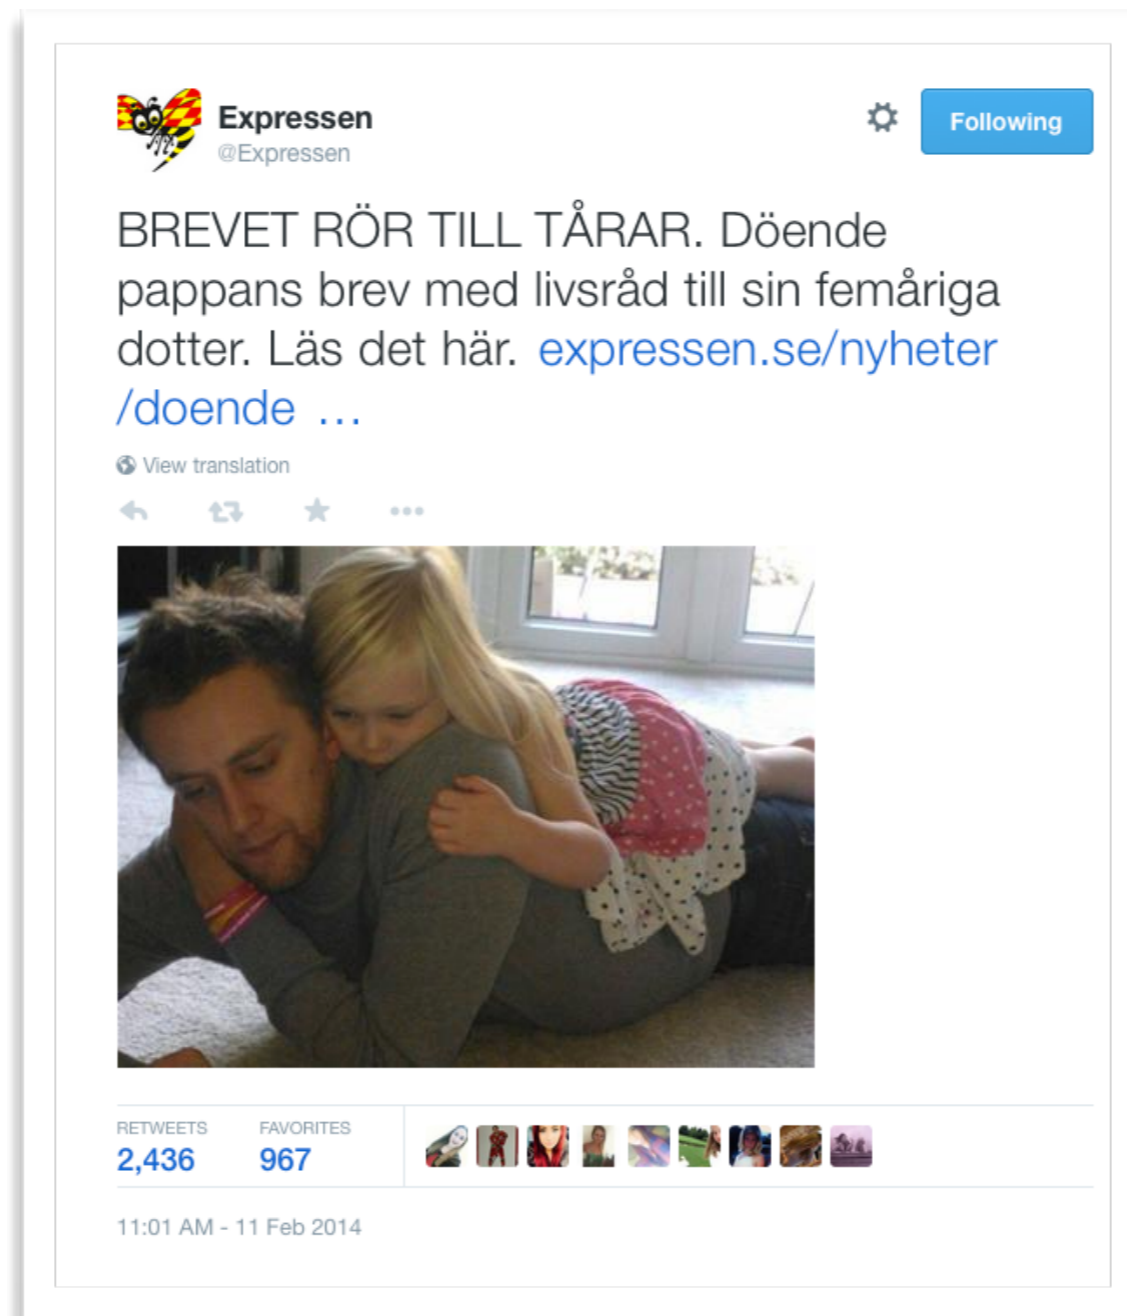 Expressen
@Expressen
Following
BREVET RÖR TILL TÅRAR. Döende
pappans brev med livsråd till sin femåriga
dotter. Läs det här. expressen.se/nyheter
/doende ...
View translation
RETWEETS FAVORITES
2,436 967
11:01 AM - 11 Feb 2014